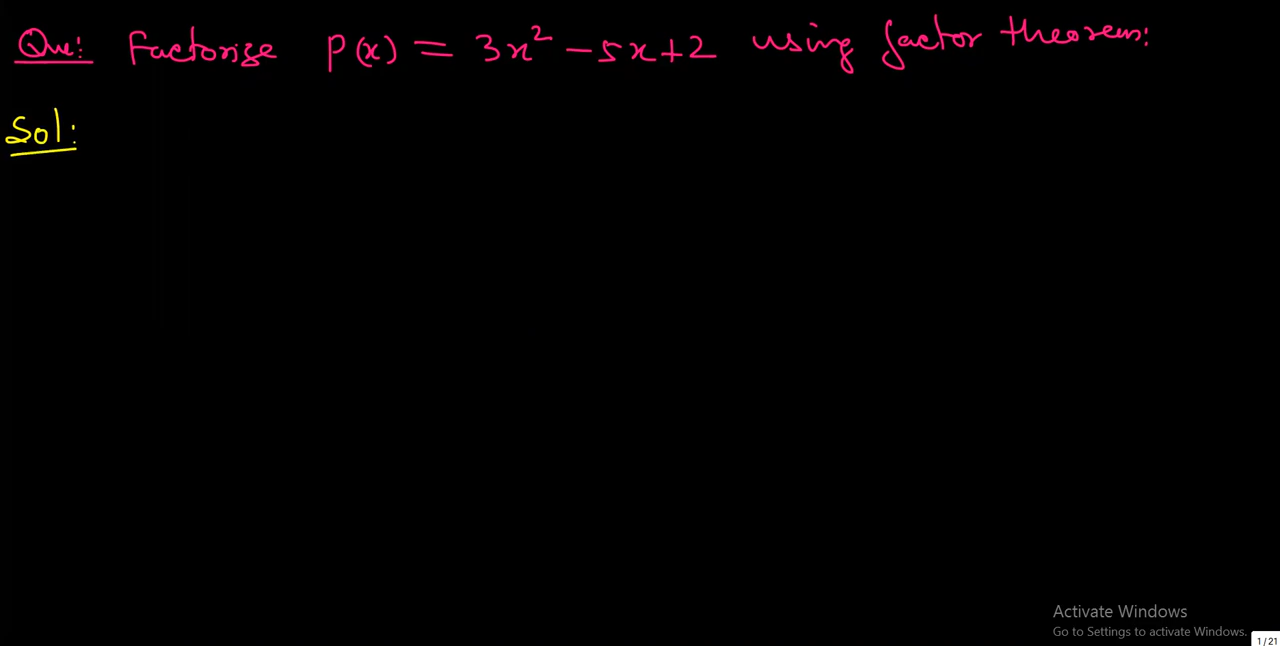 Que: Factorise P(x) = 3x² - 5x + 2 using factor theorem:
Sol:
Activate Windows
Go to Settings to activate Windows.
1 / 21